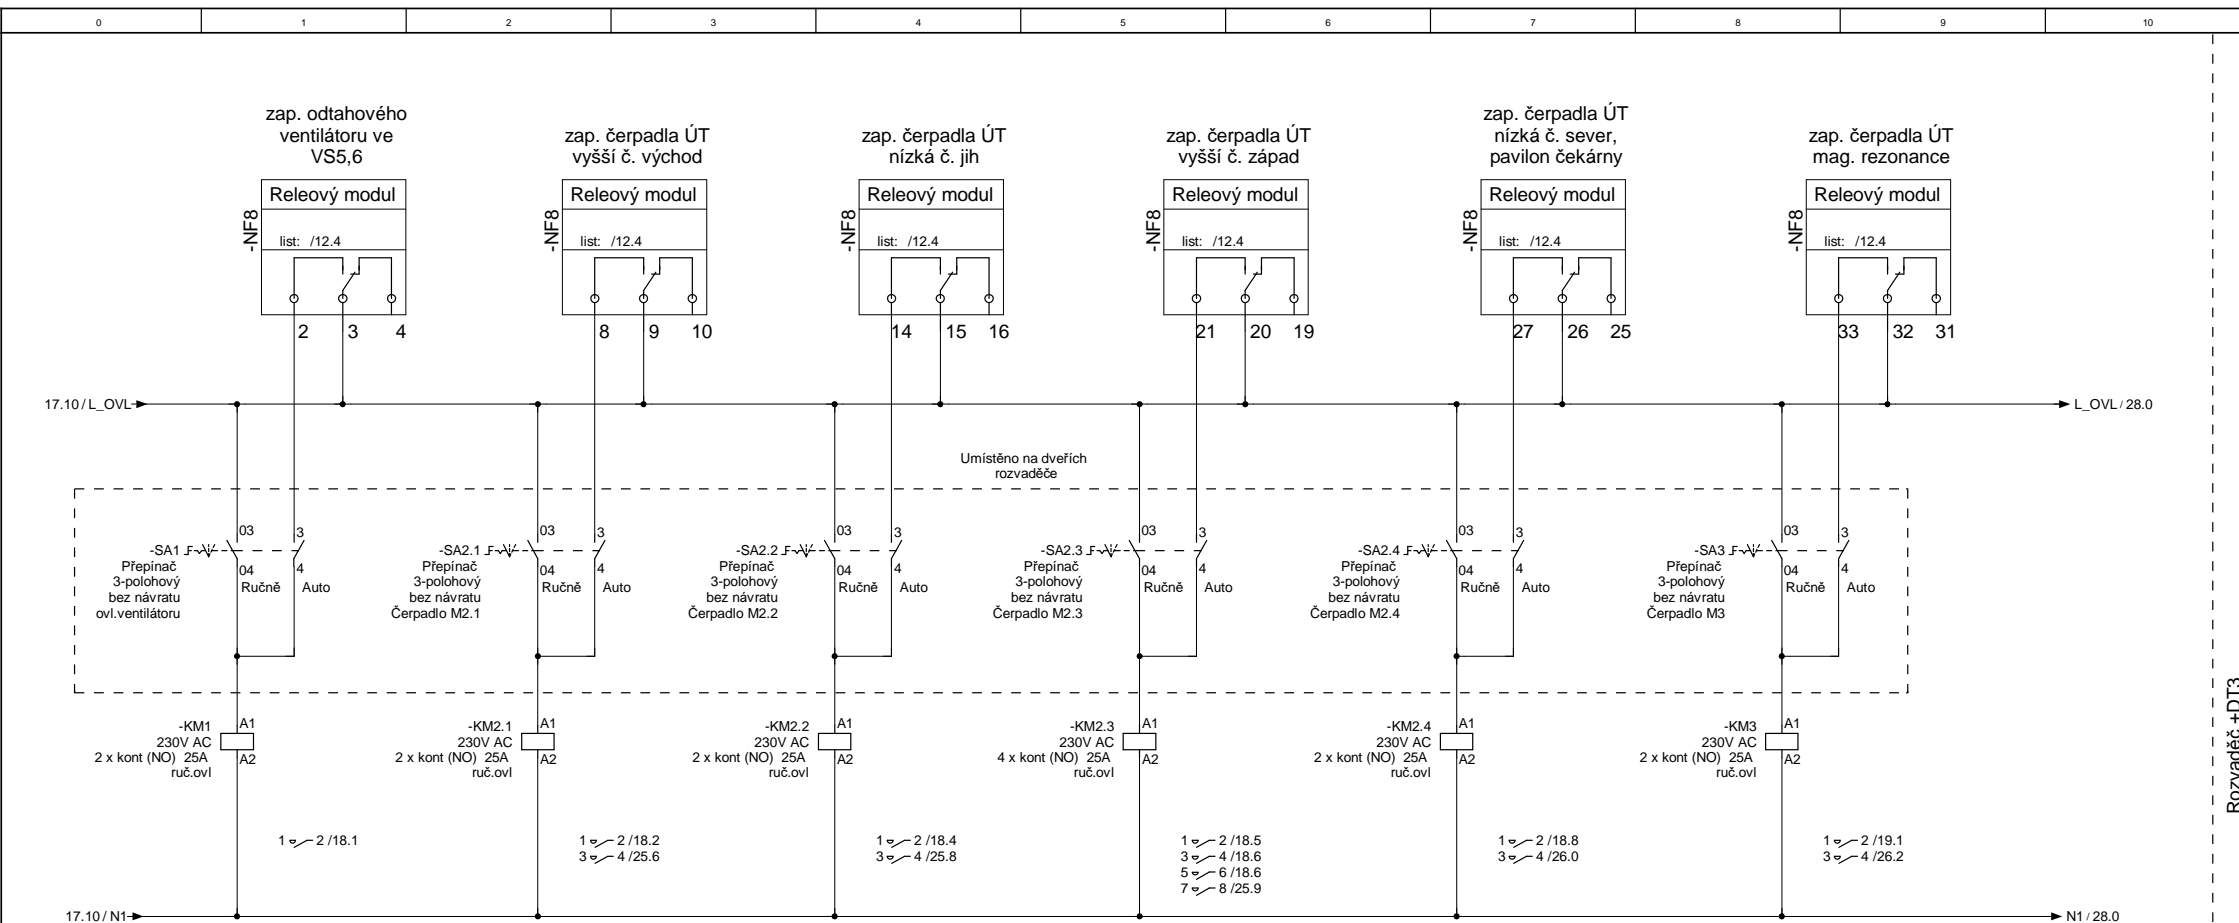 0 1 2 3 4 5 6 7 8 9 10
zap. odtahového
ventilátoru ve
VS5,6
zap. čerpadla ÚT
vyšší č. východ
zap. čerpadla ÚT
nízká č. jih
zap. čerpadla ÚT
vyšší č. západ
zap. čerpadla ÚT
nízká č. sever,
pavilon čekárny
zap. čerpadla ÚT
mag. rezonance
-NF8
Releový modul
list: /12.4
2 3 4
-NF8
Releový modul
list: /12.4
8 9 10
-NF8
Releový modul
list: /12.4
14 15 16
-NF8
Releový modul
list: /12.4
21 20 19
-NF8
Releový modul
list: /12.4
27 26 25
-NF8
Releový modul
list: /12.4
33 32 31
17.10 / L_OVL
L_OVL / 28.0
Umístěno na dveřích
rozvaděče
03 3
-SA1
04 4
Ručně Auto
Přepínač
3-polohový
bez návratu
ovl.ventilátoru
03 3
-SA2.1
04 4
Ručně Auto
Přepínač
3-polohový
bez návratu
Čerpadlo M2.1
03 3
-SA2.2
04 4
Ručně Auto
Přepínač
3-polohový
bez návratu
Čerpadlo M2.2
03 3
-SA2.3
04 4
Ručně Auto
Přepínač
3-polohový
bez návratu
Čerpadlo M2.3
03 3
-SA2.4
04 4
Ručně Auto
Přepínač
3-polohový
bez návratu
Čerpadlo M2.4
03 3
-SA3
04 4
Ručně Auto
Přepínač
3-polohový
bez návratu
Čerpadlo M3
-KM1 A1
230V AC
2 x kont (NO) 25A A2
ruč.ovl
-KM2.1 A1
230V AC
2 x kont (NO) 25A A2
ruč.ovl
-KM2.2 A1
230V AC
2 x kont (NO) 25A A2
ruč.ovl
-KM2.3 A1
230V AC
4 x kont (NO) 25A A2
ruč.ovl
-KM2.4 A1
230V AC
2 x kont (NO) 25A A2
ruč.ovl
-KM3 A1
230V AC
2 x kont (NO) 25A A2
ruč.ovl
1 2 /18.1
1 2 /18.2
3 4 /25.6
1 2 /18.4
3 4 /25.8
1 2 /18.5
3 4 /18.6
5 6 /18.6
7 8 /25.9
1 2 /18.8
3 4 /26.0
1 2 /19.1
3 4 /26.2
17.10 / N1
N1 / 28.0
Rozvaděč +DT3